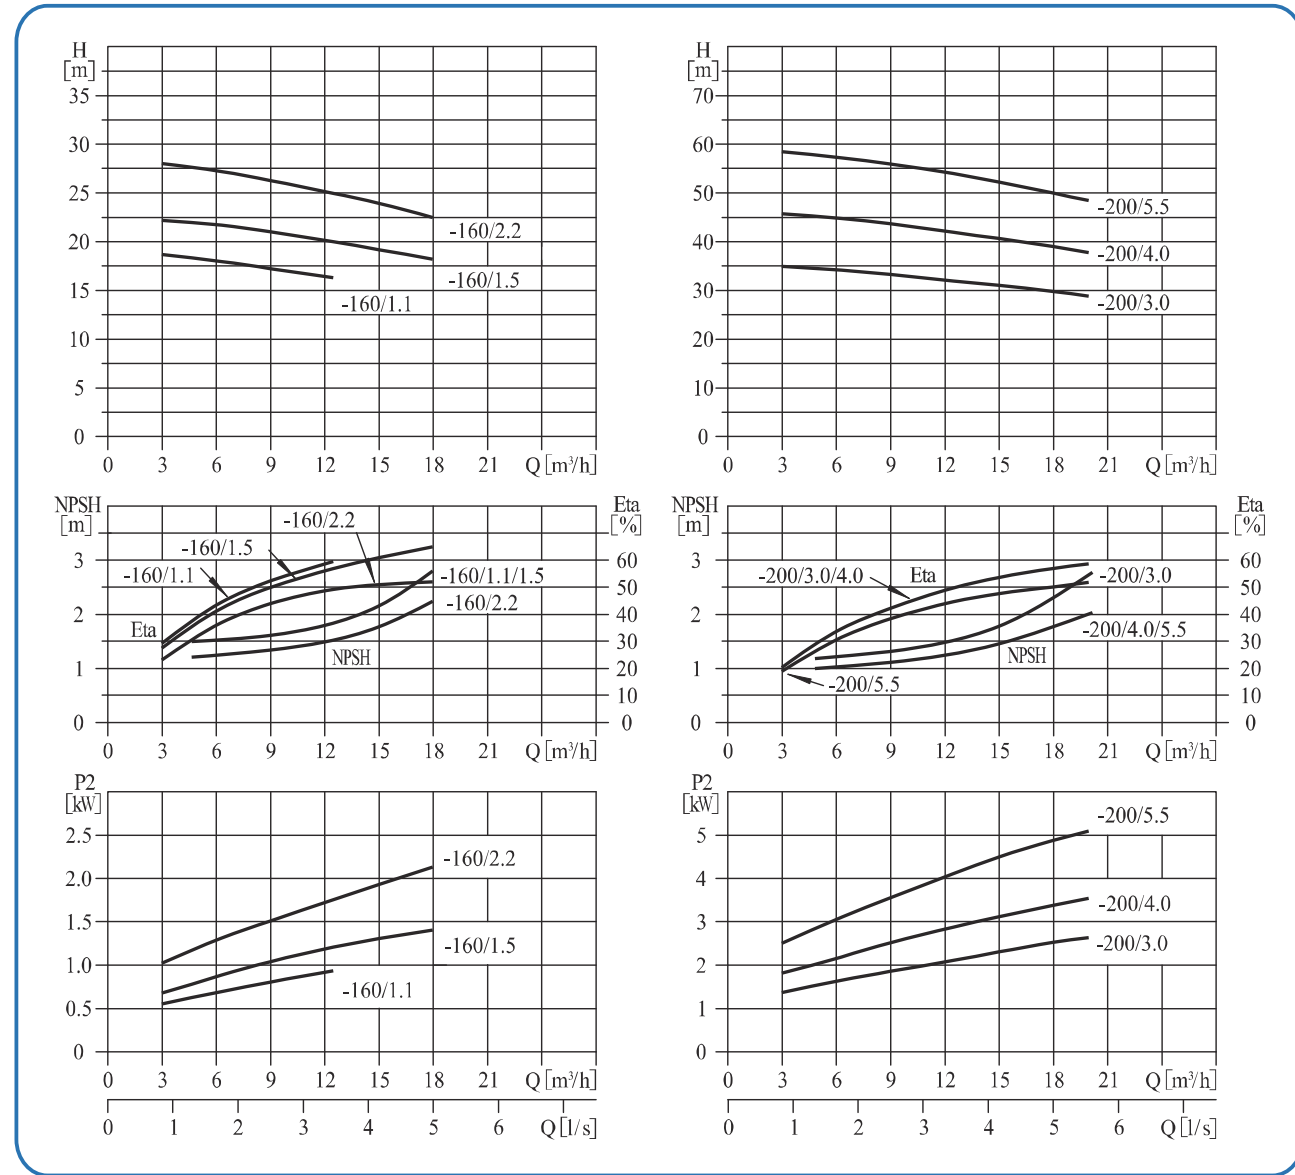 H
[m]
35
30
25
20
15
10
5
0
-160/2.2
-160/1.5
-160/1.1
0 3 6 9 12 15 18 21 Q[m³/h]
H
[m]
70
60
50
40
30
20
10
0
-200/5.5
-200/4.0
-200/3.0
0 3 6 9 12 15 18 21 Q[m³/h]
NPSH
[m]
3
2
1
0
Eta
[%]
60
50
40
30
20
10
0
-160/2.2
-160/1.5
-160/1.1
-160/1.1/1.5
-160/2.2
Eta
NPSH
0 3 6 9 12 15 18 21 Q[m³/h]
NPSH
[m]
3
2
1
0
Eta
[%]
60
50
40
30
20
10
0
-200/3.0/4.0
Eta
-200/3.0
-200/4.0/5.5
NPSH
-200/5.5
0 3 6 9 12 15 18 21 Q[m³/h]
P2
[kW]
2.5
2.0
1.5
1.0
0.5
0
-160/2.2
-160/1.5
-160/1.1
0 3 6 9 12 15 18 21 Q[m³/h]
0 1 2 3 4 5 6 Q[l/s]
P2
[kW]
5
4
3
2
1
0
-200/5.5
-200/4.0
-200/3.0
0 3 6 9 12 15 18 21 Q[m³/h]
0 1 2 3 4 5 6 Q[l/s]